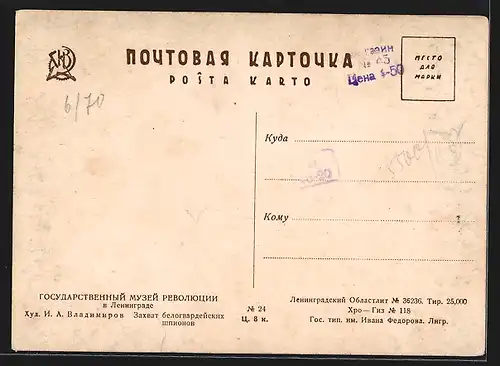 ПОЧТОВАЯ КАРТОЧКА
POŜTA KARTO
№ 45
Цена 1-50
МЕСТО
ДЛЯ
МАРКИ
6/70
Куда
Кому
ГОСУДАРСТВЕННЫЙ МУЗЕЙ РЕВОЛЮЦИИ
в Ленинграде
Худ. И. А. Владимиров Захват белогвардейских
шпионов
№ 24
Ц. 8 к.
Ленинградский Областлит № 36236. Тир. 25,000
Хро—Гиз № 118
Гос. тип. им. Ивана Федорова. Лнгр.